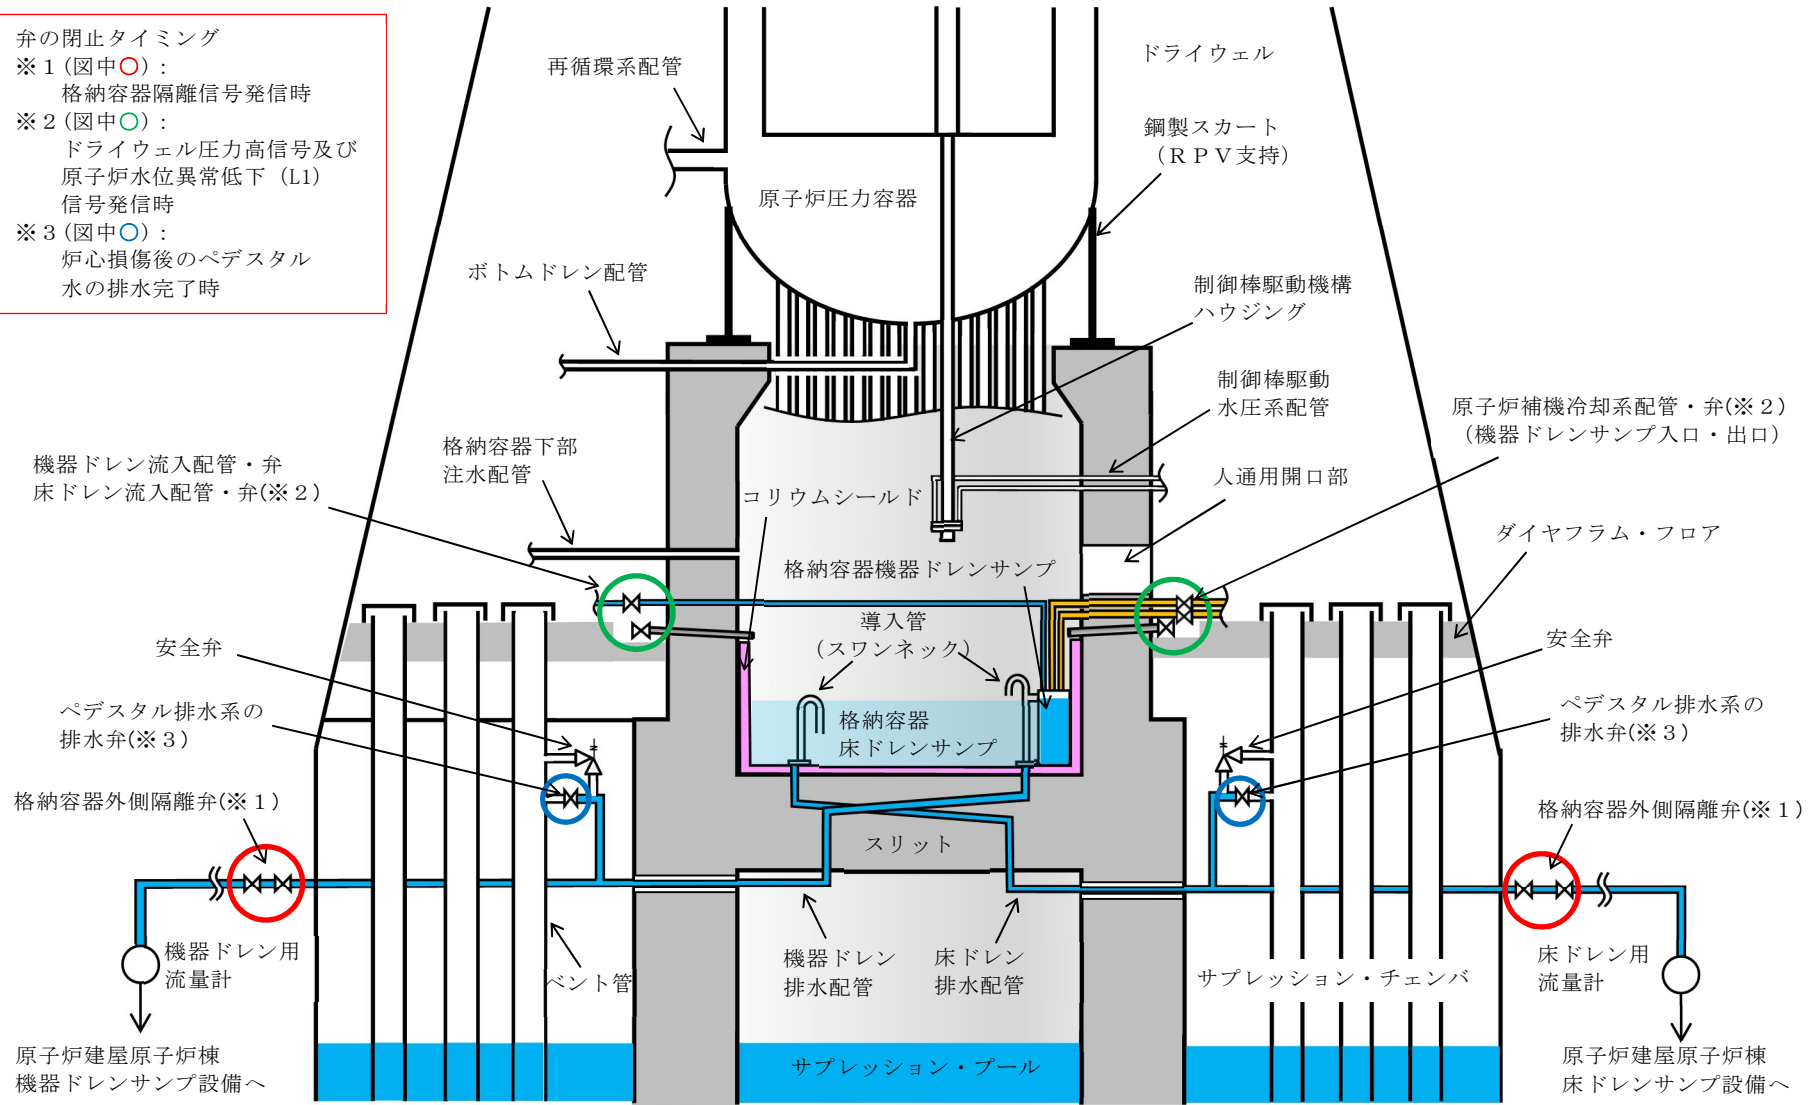 弁の閉止タイミング
※1(図中○)：
格納容器隔離信号発信時
※2(図中○)：
ドライウェル圧力高信号及び
原子炉水位異常低下（L1）
信号発信時
※3(図中○)：
炉心損傷後のペデスタル
水の排水完了時
再循環系配管
ドライウェル
鋼製スカート
（RPV支持）
原子炉圧力容器
ボトムドレン配管
制御棒駆動機構
ハウジング
制御棒駆動
水圧系配管
原子炉補機冷却系配管・弁(※2)
（機器ドレンサンプ入口・出口）
格納容器下部
注水配管
機器ドレン流入配管・弁
床ドレン流入配管・弁(※2)
コリウムシールド
人通用開口部
ダイヤフラム・フロア
格納容器機器ドレンサンプ
導入管
（スワンネック）
安全弁
安全弁
ペデスタル排水系の
排水弁(※3)
格納容器
床ドレンサンプ
ペデスタル排水系の
排水弁(※3)
格納容器外側隔離弁(※1)
格納容器外側隔離弁(※1)
スリット
機器ドレン用
流量計
ベント管
機器ドレン
排水配管
床ドレン
排水配管
サプレッション・チェンバ
床ドレン用
流量計
原子炉建屋原子炉棟
機器ドレンサンプ設備へ
サプレッション・プール
原子炉建屋原子炉棟
床ドレンサンプ設備へ